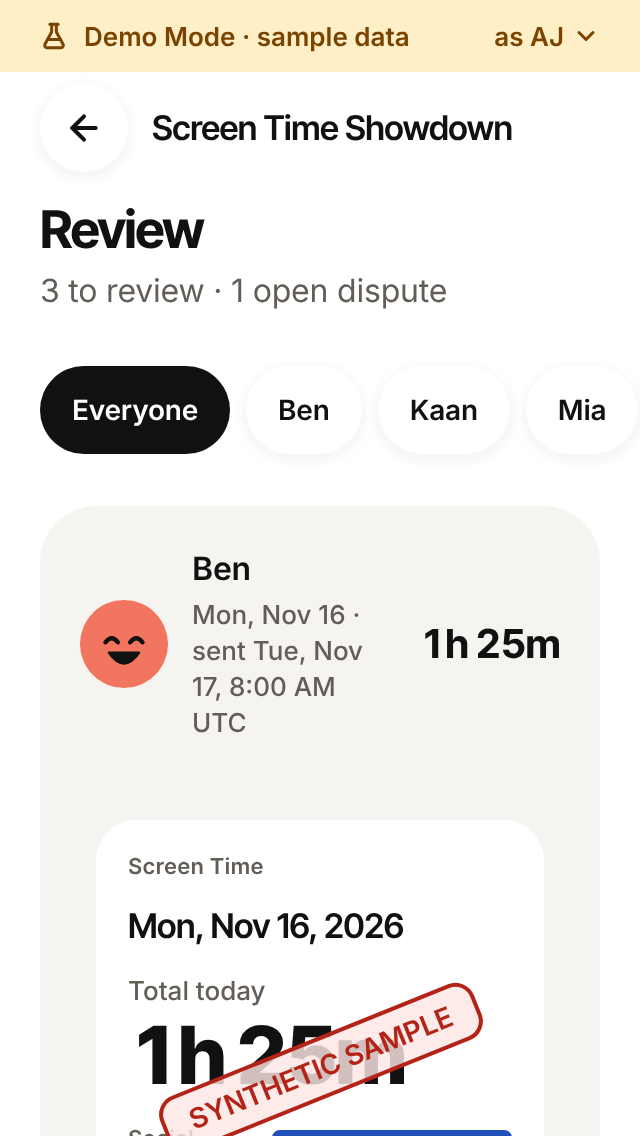 Demo Mode · sample data
as AJ
Screen Time Showdown
Review
3 to review · 1 open dispute
Everyone
Ben
Kaan
Mia
Ben
Mon, Nov 16 ·
sent Tue, Nov
17, 8:00 AM
UTC
1h 25m
Screen Time
Mon, Nov 16, 2026
Total today
1h 25m
SYNTHETIC SAMPLE